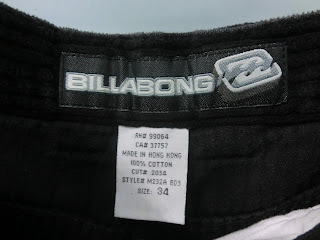 BILLABONG
RN# 99064
CA# 37757
MADE IN HONG KONG
100% COTTON
CUT# 2034
STYLE# M232A BD3
SIZE: 34